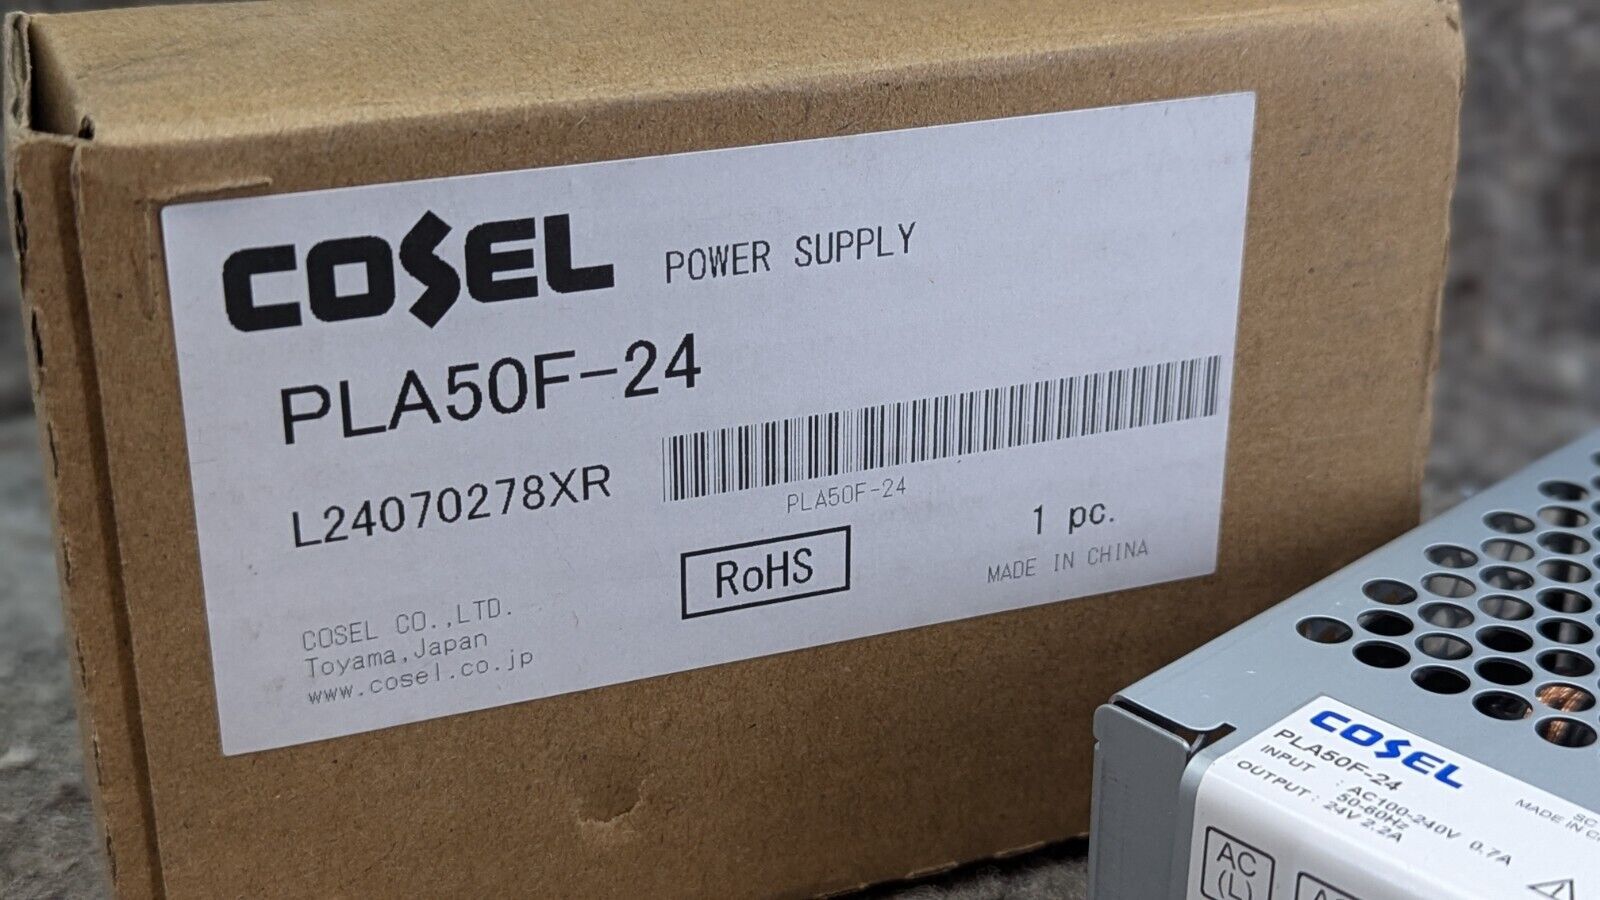 COSEL POWER SUPPLY
PLA50F-24
L24070278XR
PLA50F-24
RoHS
1 pc.
MADE IN CHINA
COSEL CO.,LTD.
Toyama,Japan
www.cosel.co.jp
COSEL
PLA50F-24
INPUT : AC100-240V 0.7A
50-60Hz
OUTPUT : 24V 2.2A
MADE IN
AC
(L)